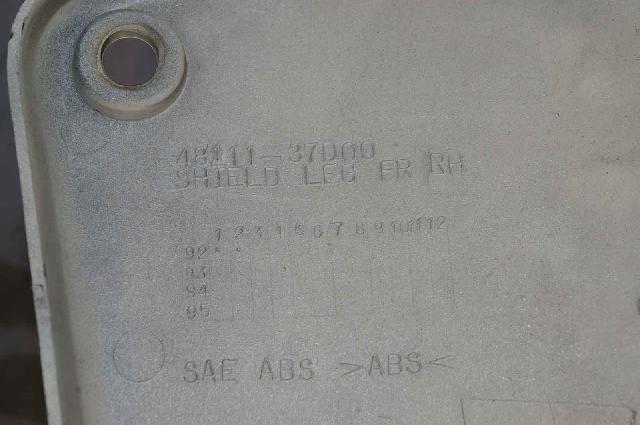 48111-37D00
SHIELD LEG FR RH
1 2 3 4 5 6 7 8 9 10 11 12
92
93
94
95
SAE ABS >ABS<